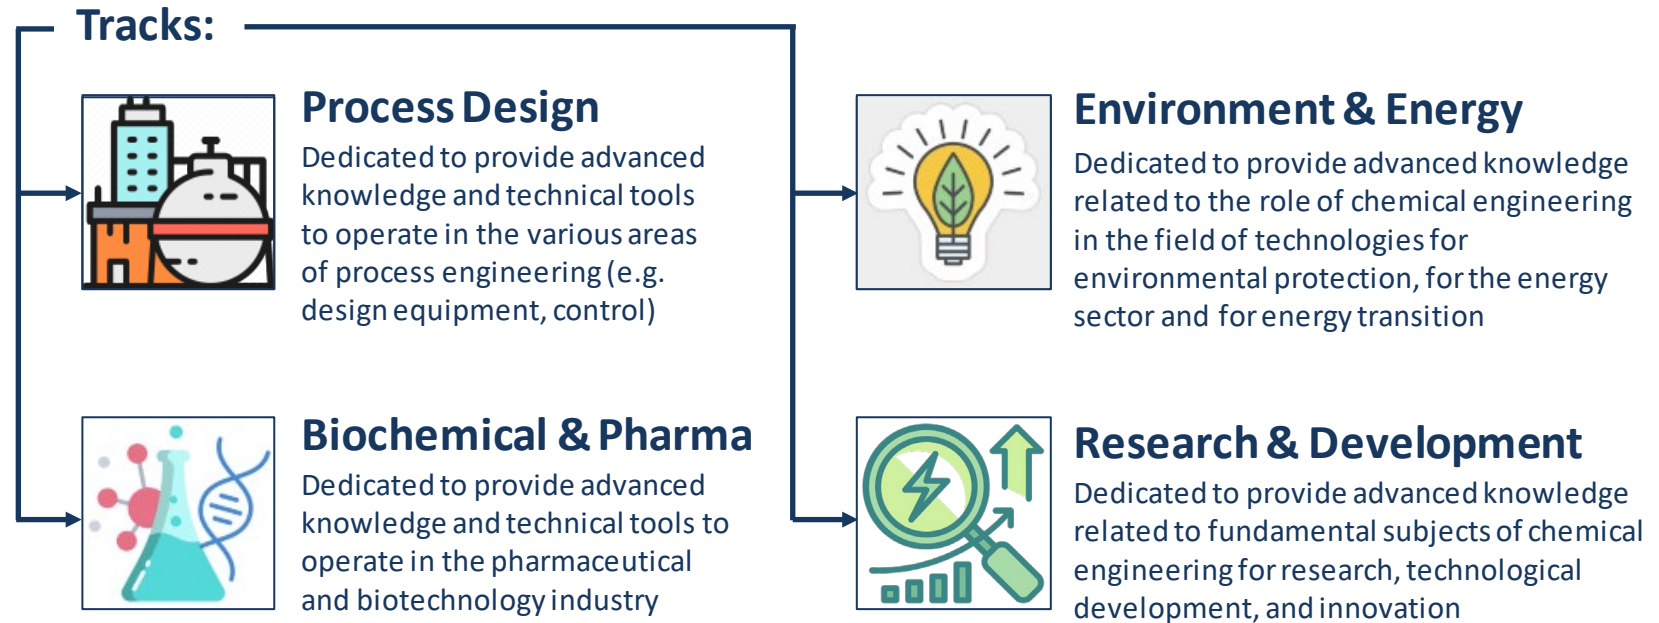 Tracks:
Process Design
Dedicated to provide advanced
knowledge and technical tools
to operate in the various areas
of process engineering (e.g.
design equipment, control)
Biochemical & Pharma
Dedicated to provide advanced
knowledge and technical tools to
operate in the pharmaceutical
and biotechnology industry
Environment & Energy
Dedicated to provide advanced knowledge
related to the role of chemical engineering
in the field of technologies for
environmental protection, for the energy
sector and for energy transition
Research & Development
Dedicated to provide advanced knowledge
related to fundamental subjects of chemical
engineering for research, technological
development, and innovation